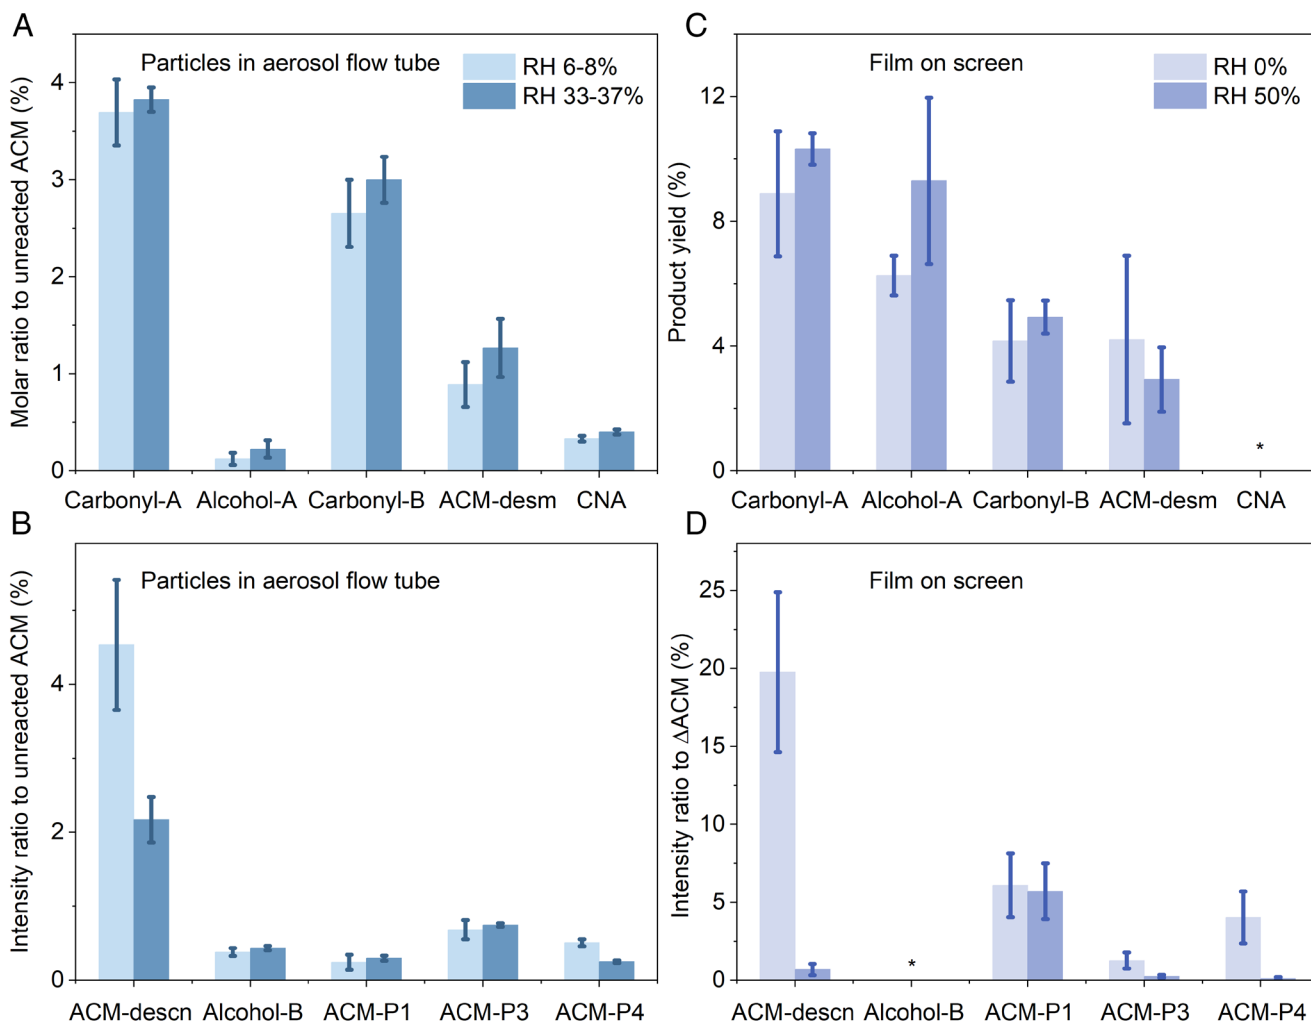 A
Particles in aerosol flow tube
RH 6-8%
RH 33-37%
Molar ratio to unreacted ACM (%)
4
3
2
1
0
Carbonyl-A Alcohol-A Carbonyl-B ACM-desm CNA
C
Film on screen
RH 0%
RH 50%
Product yield (%)
12
8
4
0
*
Carbonyl-A Alcohol-A Carbonyl-B ACM-desm CNA
B
Particles in aerosol flow tube
Intensity ratio to unreacted ACM (%)
4
2
0
ACM-descn Alcohol-B ACM-P1 ACM-P3 ACM-P4
D
Film on screen
Intensity ratio to ΔACM (%)
25
20
15
10
5
0
*
ACM-descn Alcohol-B ACM-P1 ACM-P3 ACM-P4